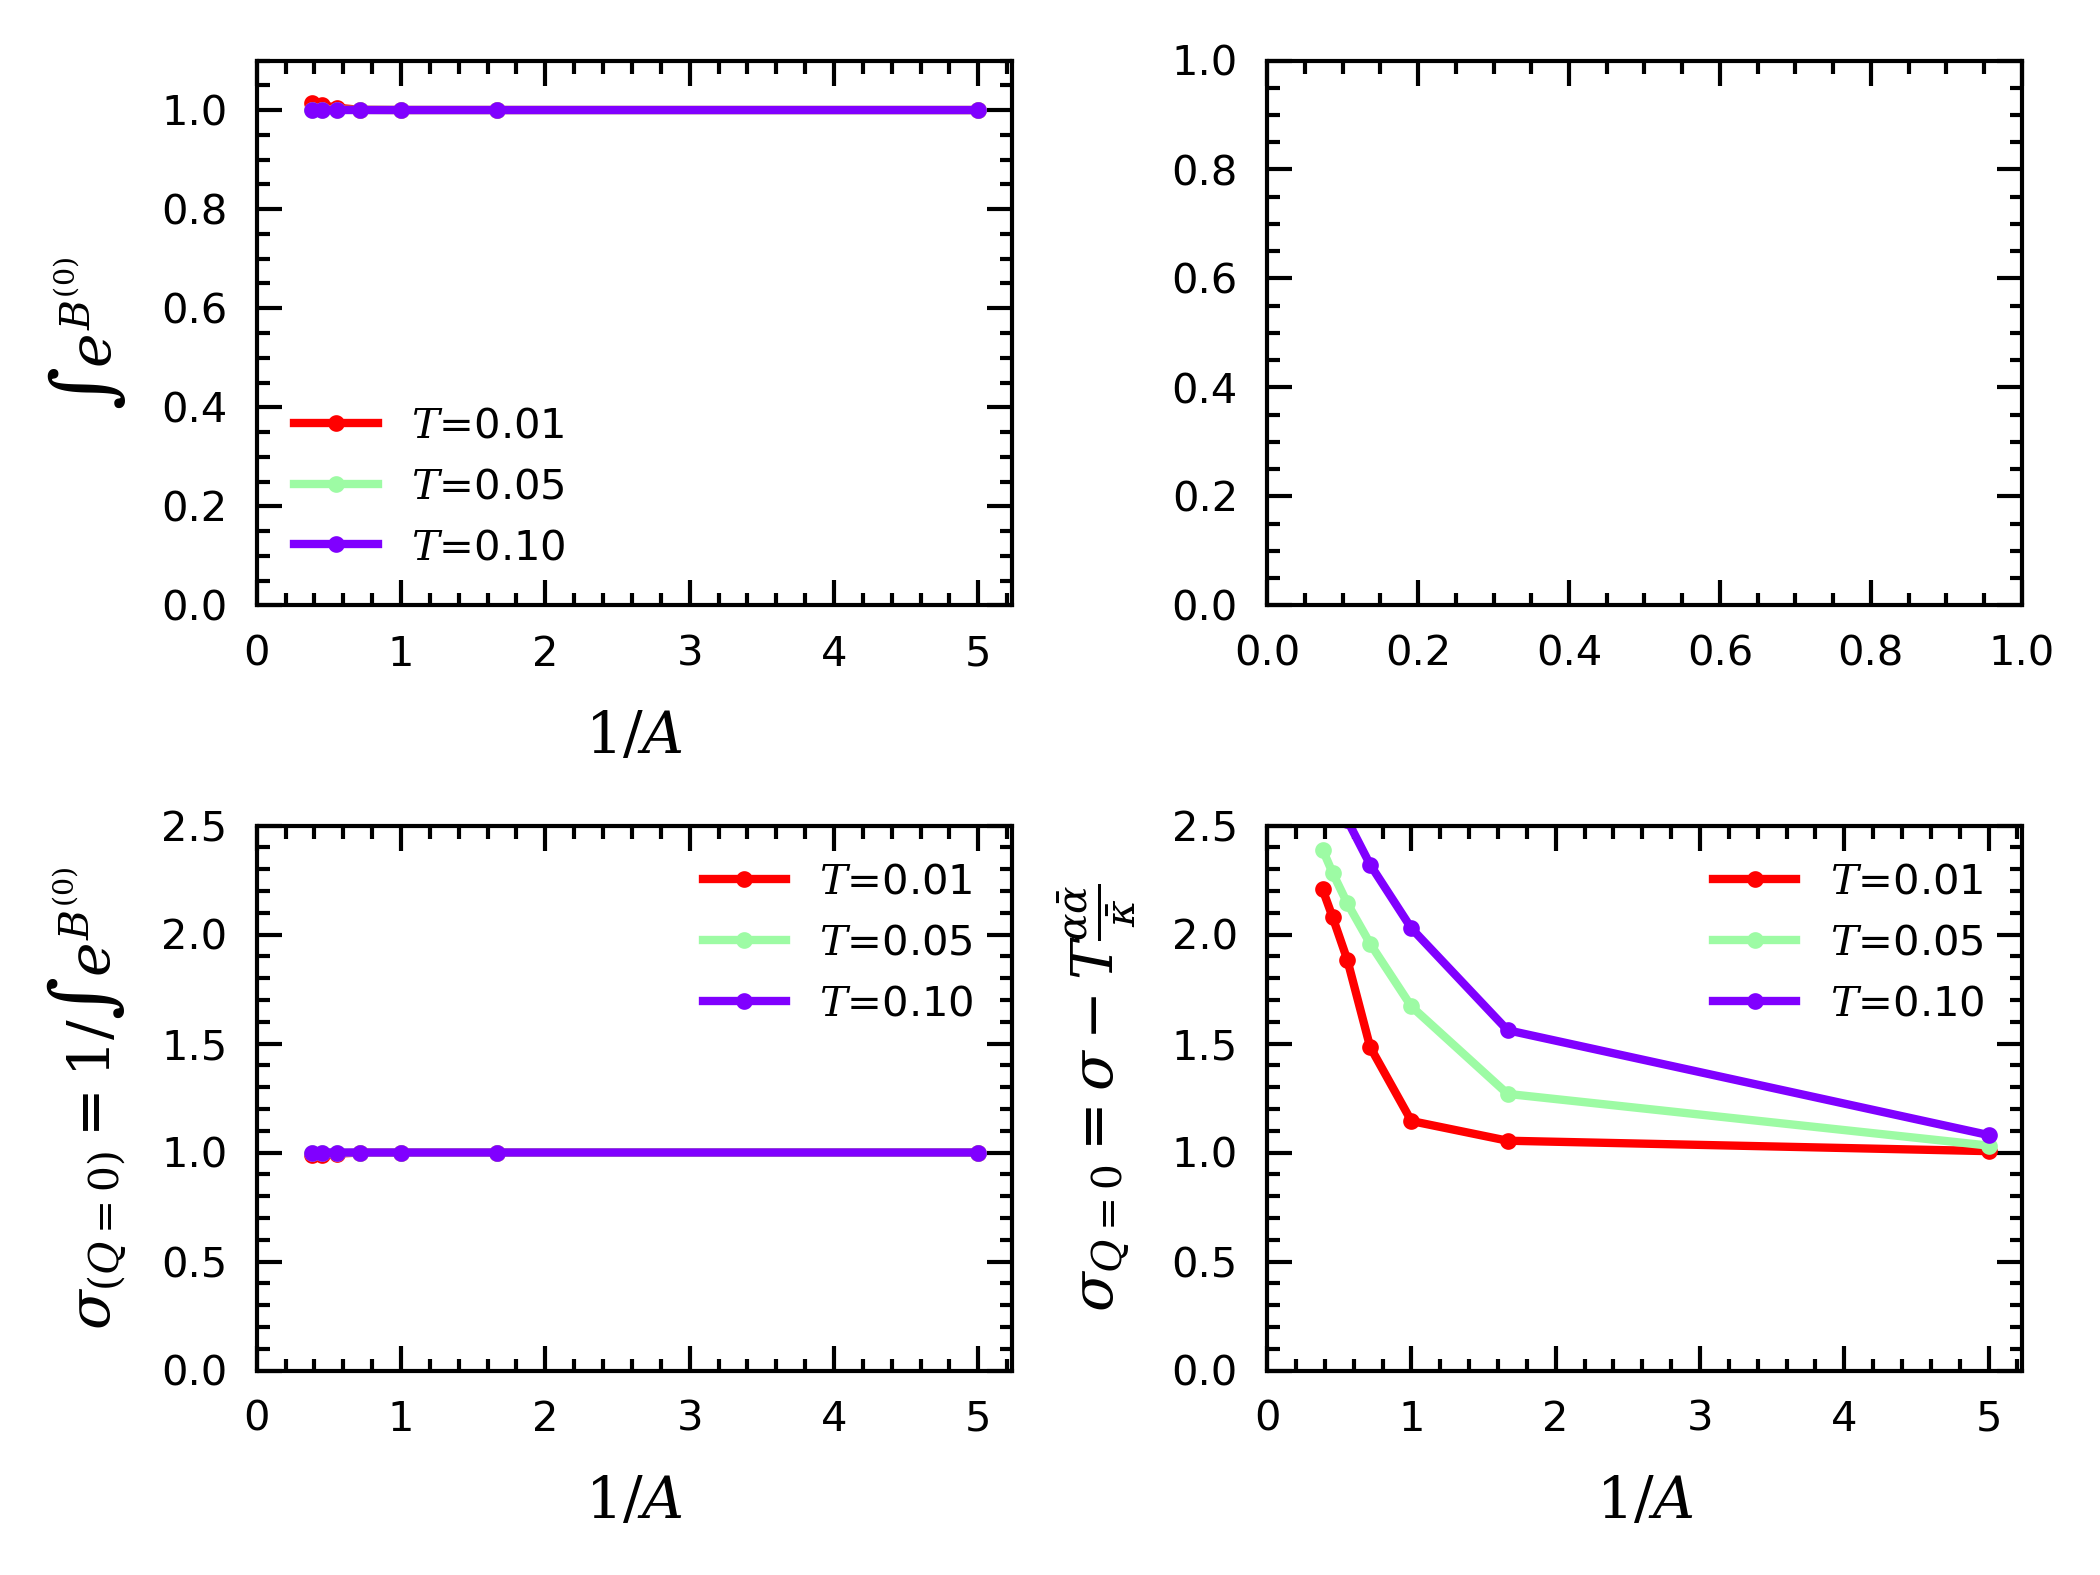 1.0
0.8
0.6
0.4
0.2
0.0
0 1 2 3 4 5
1/A
∫e^{B^{(0)}}
T=0.01
T=0.05
T=0.10
1.0
0.8
0.6
0.4
0.2
0.0
0.0 0.2 0.4 0.6 0.8 1.0
2.5
2.0
1.5
1.0
0.5
0.0
0 1 2 3 4 5
1/A
σ_{(Q=0)} = 1/∫e^{B^{(0)}}
T=0.01
T=0.05
T=0.10
2.5
2.0
1.5
1.0
0.5
0.0
0 1 2 3 4 5
1/A
σ_{Q=0} = σ − T\frac{αᾱ}{κ̄}
T=0.01
T=0.05
T=0.10